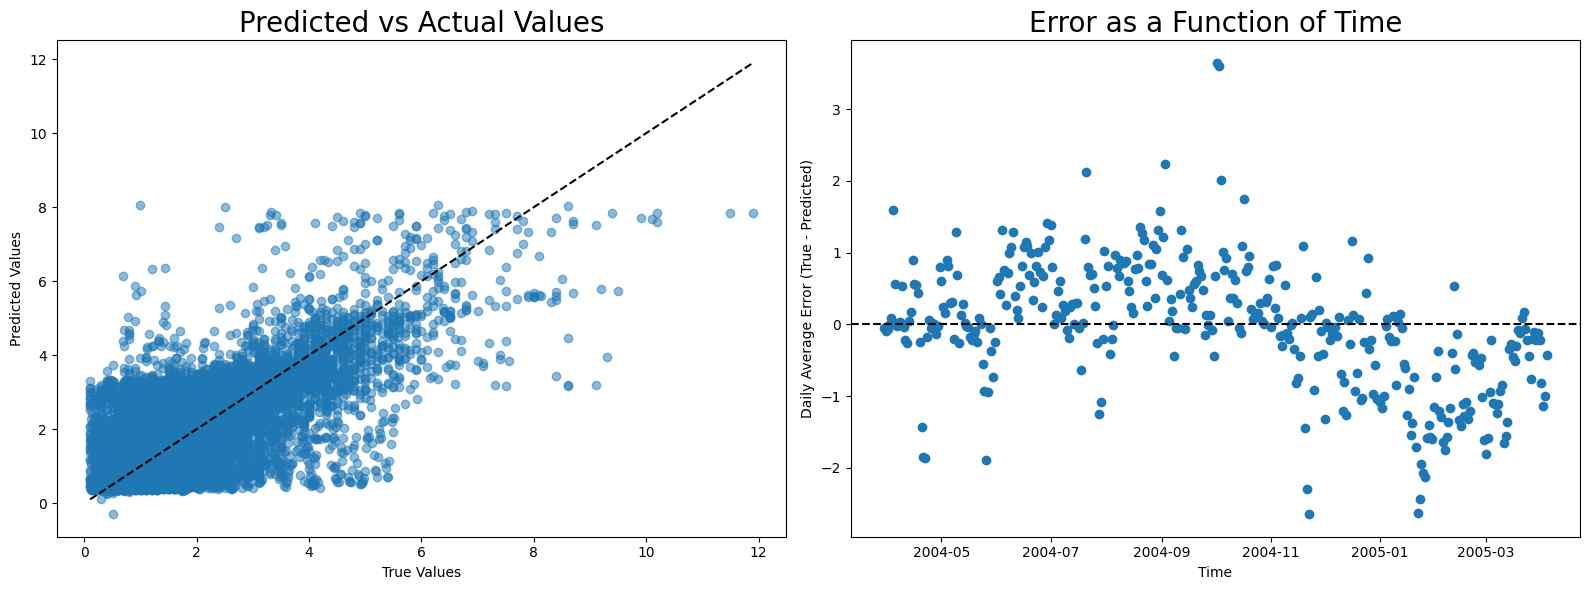 Predicted vs Actual Values
Predicted Values
12
10
8
6
4
2
0
0 2 4 6 8 10 12
True Values
Error as a Function of Time
Daily Average Error (True - Predicted)
3
2
1
0
−1
−2
2004-05 2004-07 2004-09 2004-11 2005-01 2005-03
Time